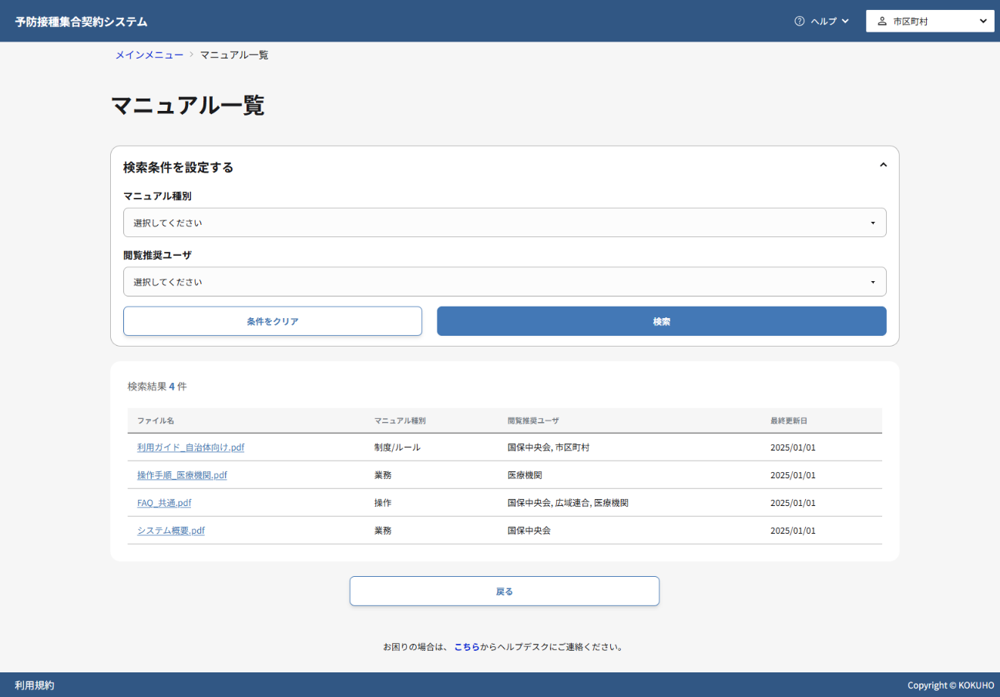 予防接種集合契約システム
ヘルプ
市区町村
メインメニュー > マニュアル一覧
マニュアル一覧
検索条件を設定する
マニュアル種別
選択してください
閲覧推奨ユーザ
選択してください
条件をクリア
検索
検索結果 4 件
ファイル名 マニュアル種別 閲覧推奨ユーザ 最終更新日
利用ガイド_自治体向け.pdf 制度/ルール 国保中央会, 市区町村 2025/01/01
操作手順_医療機関.pdf 業務 医療機関 2025/01/01
FAQ_共通.pdf 操作 国保中央会, 広域連合, 医療機関 2025/01/01
システム概要.pdf 業務 国保中央会 2025/01/01
戻る
お困りの場合は、 こちらからヘルプデスクにご連絡ください。
利用規約
Copyright © KOKUHO